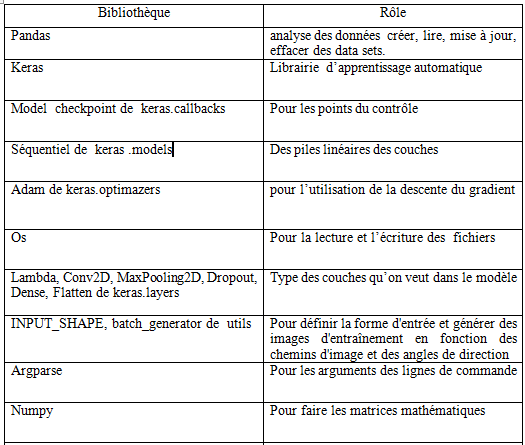 Bibliothèque Rôle
Pandas analyse des données créer, lire, mise à jour,
effacer des data sets.
Keras Librairie d’apprentissage automatique
Model checkpoint de keras.callbacks Pour les points du contrôle
Séquentiel de keras .models Des piles linéaires des couches
Adam de keras.optimazers pour l’utilisation de la descente du gradient
Os Pour la lecture et l’écriture des fichiers
Lambda, Conv2D, MaxPooling2D, Dropout, Type des couches qu’on veut dans le modèle
Dense, Flatten de keras.layers
INPUT_SHAPE, batch_generator de utils Pour définir la forme d'entrée et générer des
images d'entraînement en fonction des
chemins d'image et des angles de direction
Argparse Pour les arguments des lignes de commande
Numpy Pour faire les matrices mathématiques